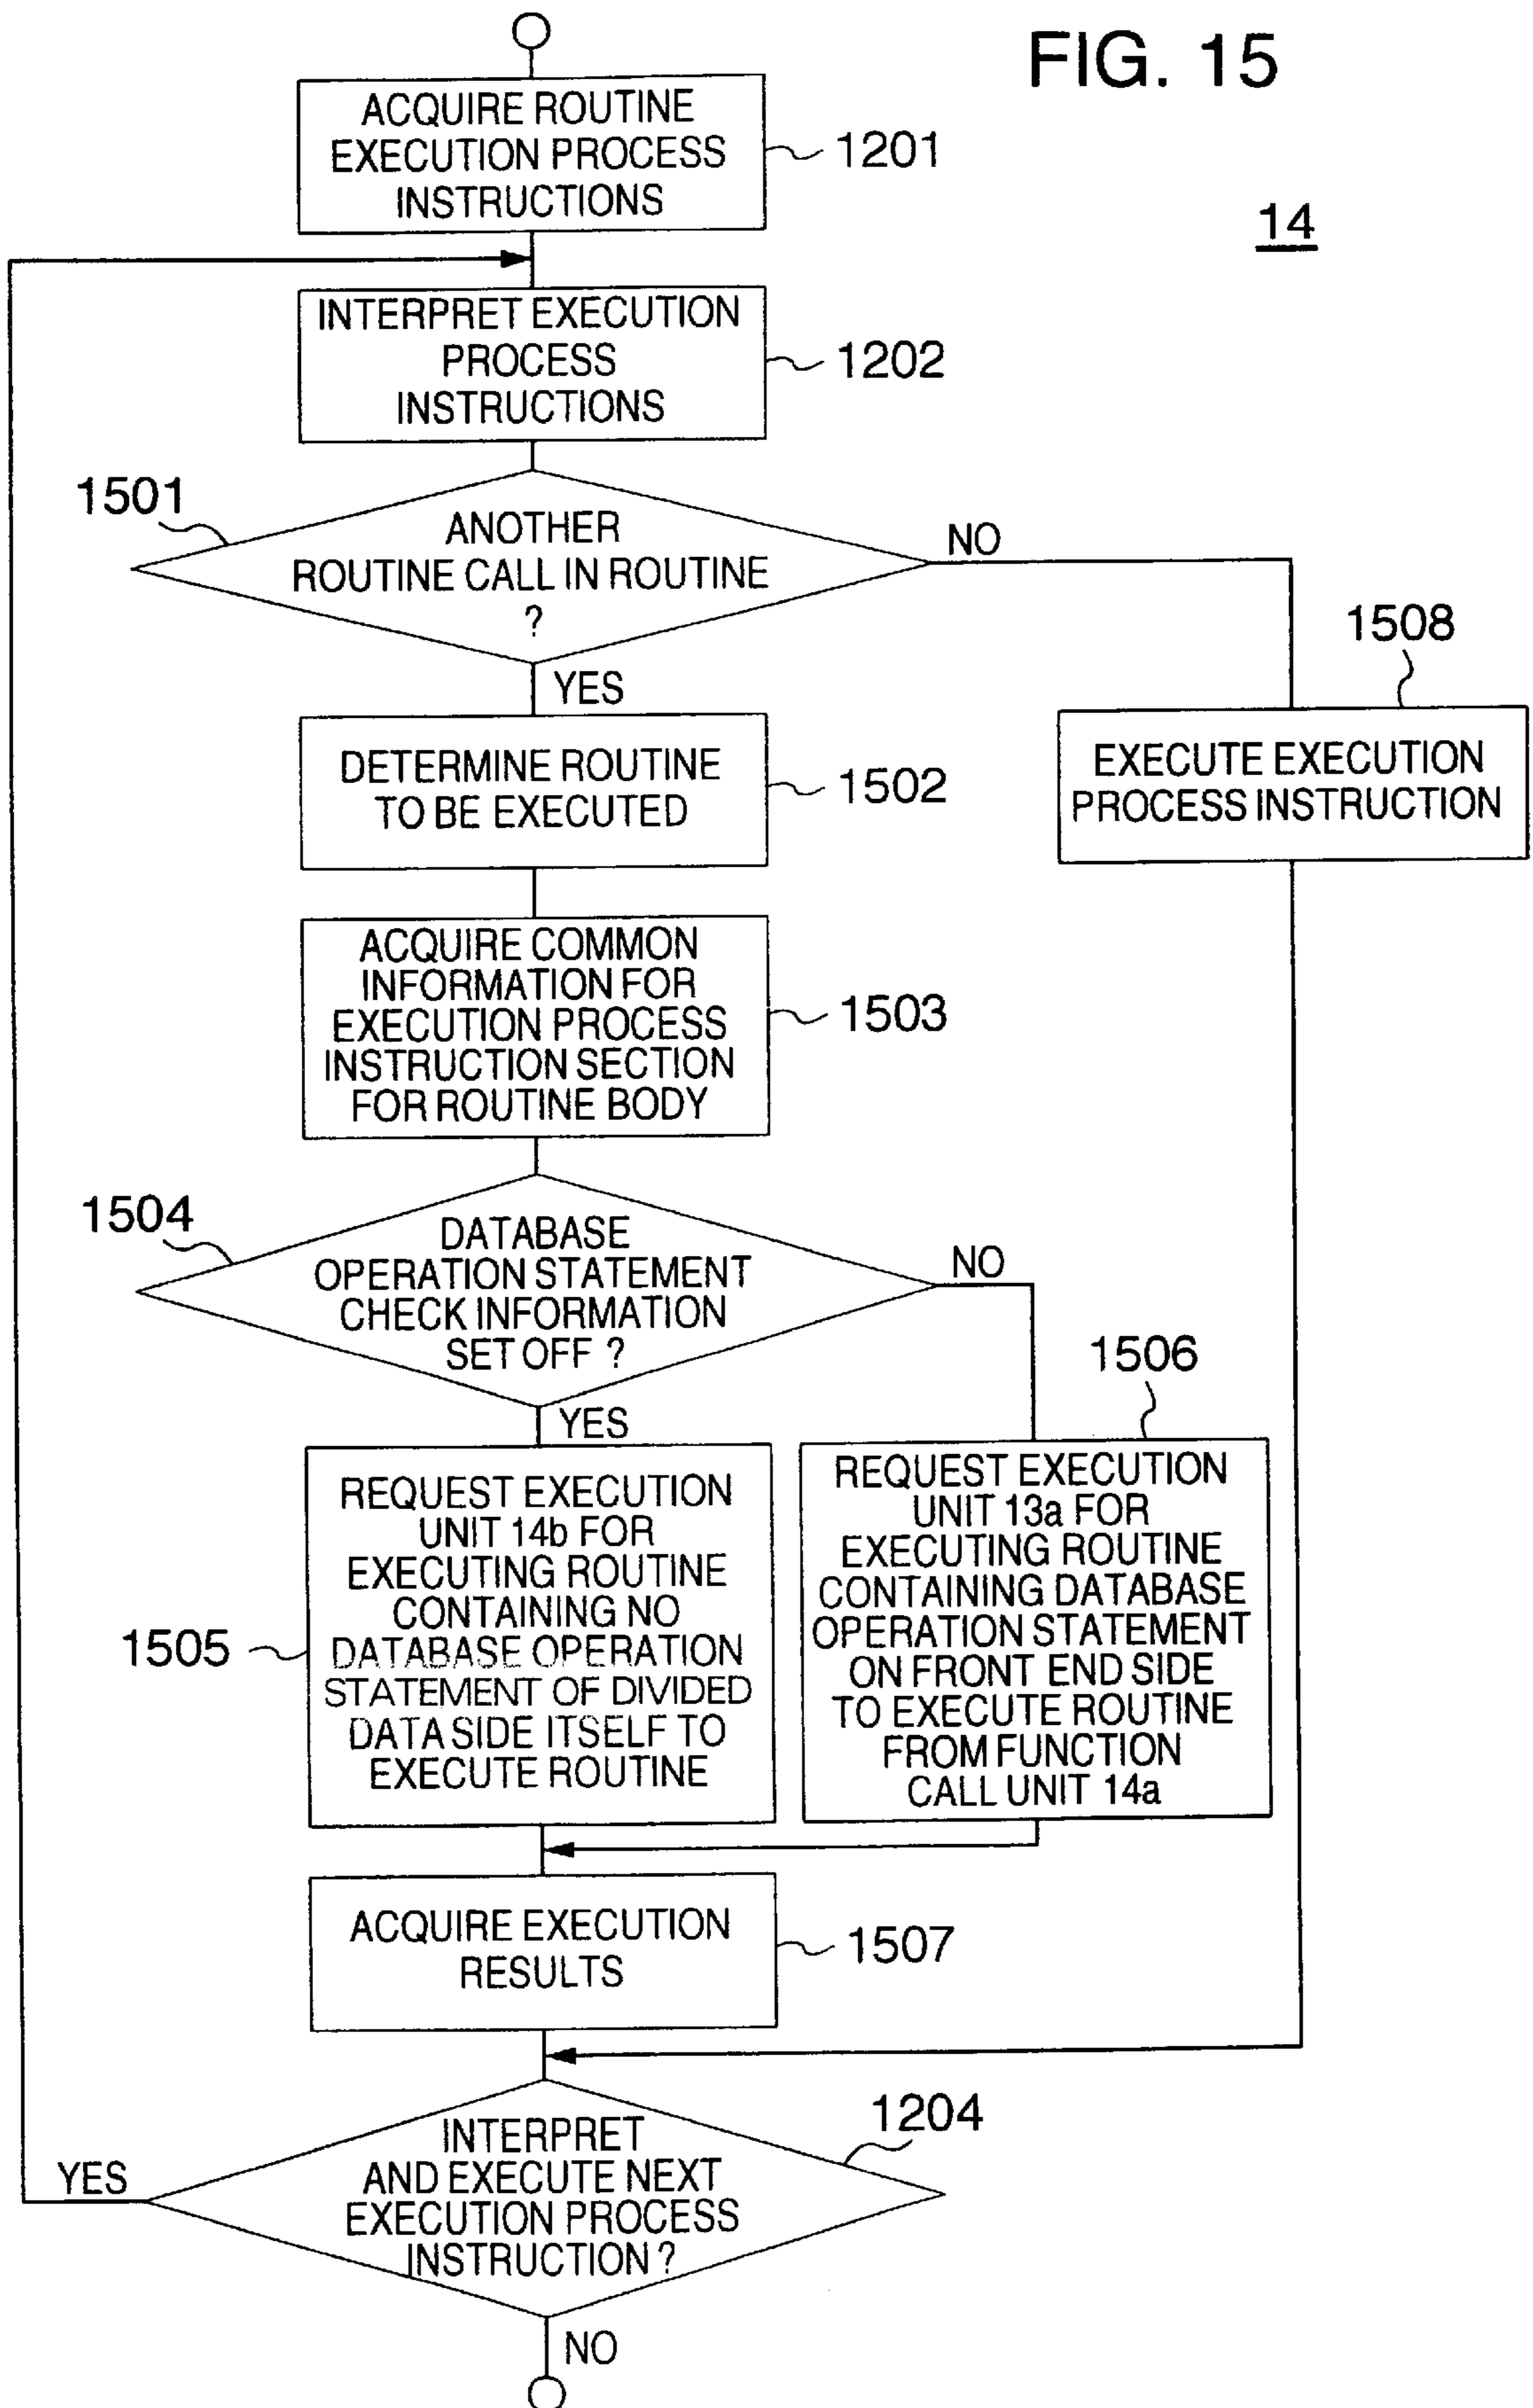 FIG. 15
ACQUIRE ROUTINE
EXECUTION PROCESS
INSTRUCTIONS
1201
14
INTERPRET EXECUTION
PROCESS
INSTRUCTIONS
1202
1501
ANOTHER
ROUTINE CALL IN ROUTINE
?
NO
YES
1508
EXECUTE EXECUTION
PROCESS INSTRUCTION
DETERMINE ROUTINE
TO BE EXECUTED
1502
ACQUIRE COMMON
INFORMATION FOR
EXECUTION PROCESS
INSTRUCTION SECTION
FOR ROUTINE BODY
1503
1504
DATABASE
OPERATION STATEMENT
CHECK INFORMATION
SET OFF ?
NO
YES
1506
REQUEST EXECUTION
UNIT 14b FOR
EXECUTING ROUTINE
CONTAINING NO
DATABASE OPERATION
STATEMENT OF DIVIDED
DATA SIDE ITSELF TO
EXECUTE ROUTINE
1505
REQUEST EXECUTION
UNIT 13a FOR
EXECUTING ROUTINE
CONTAINING DATABASE
OPERATION STATEMENT
ON FRONT END SIDE
TO EXECUTE ROUTINE
FROM FUNCTION
CALL UNIT 14a
ACQUIRE EXECUTION
RESULTS
1507
1204
INTERPRET
AND EXECUTE NEXT
EXECUTION PROCESS
INSTRUCTION ?
YES
NO